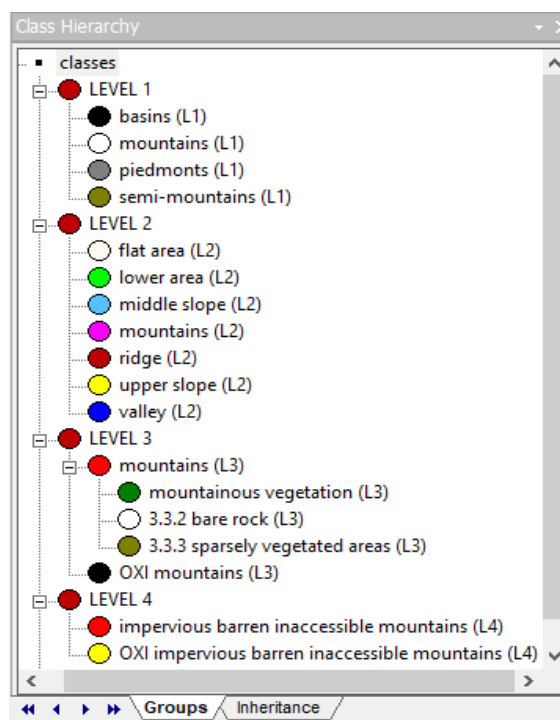 Class Hierarchy
classes
LEVEL 1
basins (L1)
mountains (L1)
piedmonts (L1)
semi-mountains (L1)
LEVEL 2
flat area (L2)
lower area (L2)
middle slope (L2)
mountains (L2)
ridge (L2)
upper slope (L2)
valley (L2)
LEVEL 3
mountains (L3)
mountainous vegetation (L3)
3.3.2 bare rock (L3)
3.3.3 sparsely vegetated areas (L3)
OXI mountains (L3)
LEVEL 4
impervious barren inaccessible mountains (L4)
OXI impervious barren inaccessible mountains (L4)
Groups Inheritance